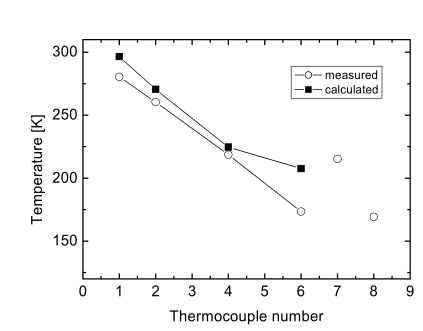 300
250
200
150
Temperature [K]
measured
calculated
0 1 2 3 4 5 6 7 8 9
Thermocouple number